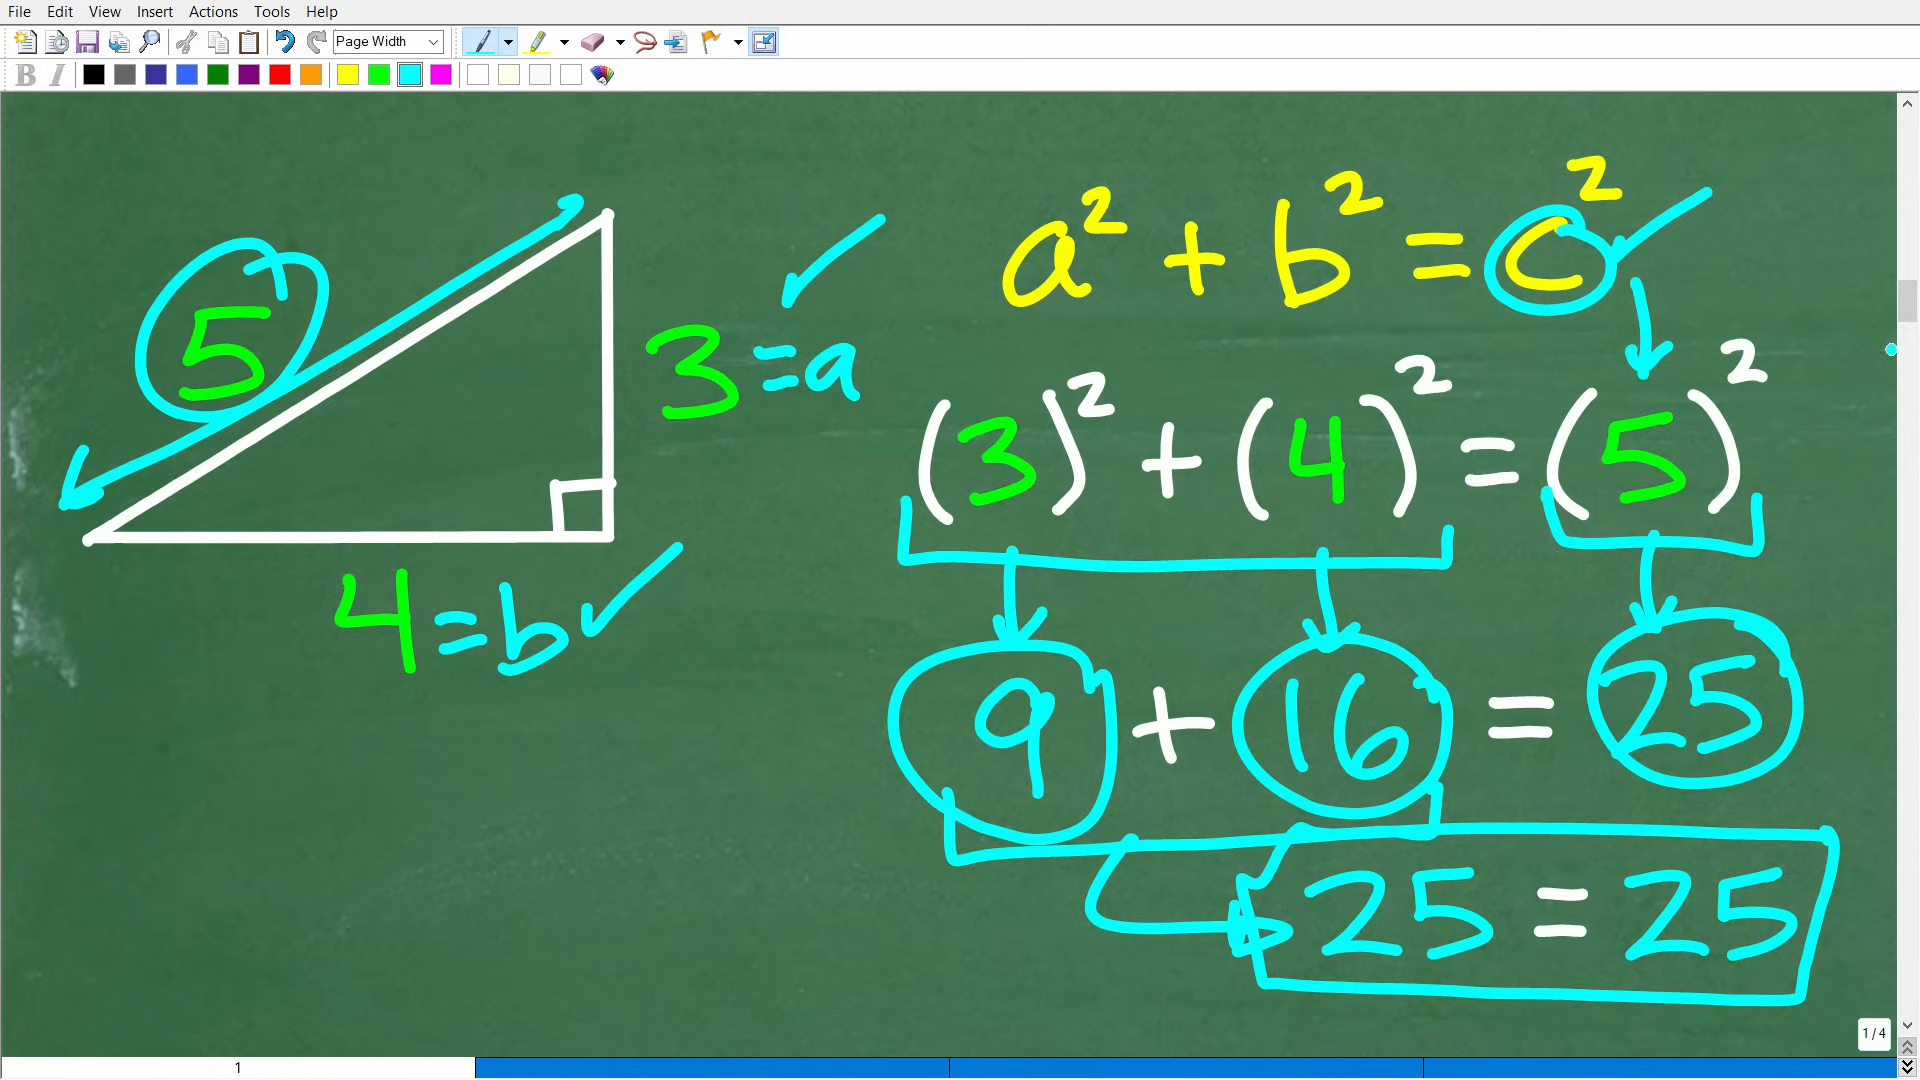 File Edit View Insert Actions Tools Help
Page Width
B I
a² + b² = c²
5
3 = a
(3)² + (4)² = (5)²
4 = b
9 + 16 = 25
25 = 25
1 / 4
1